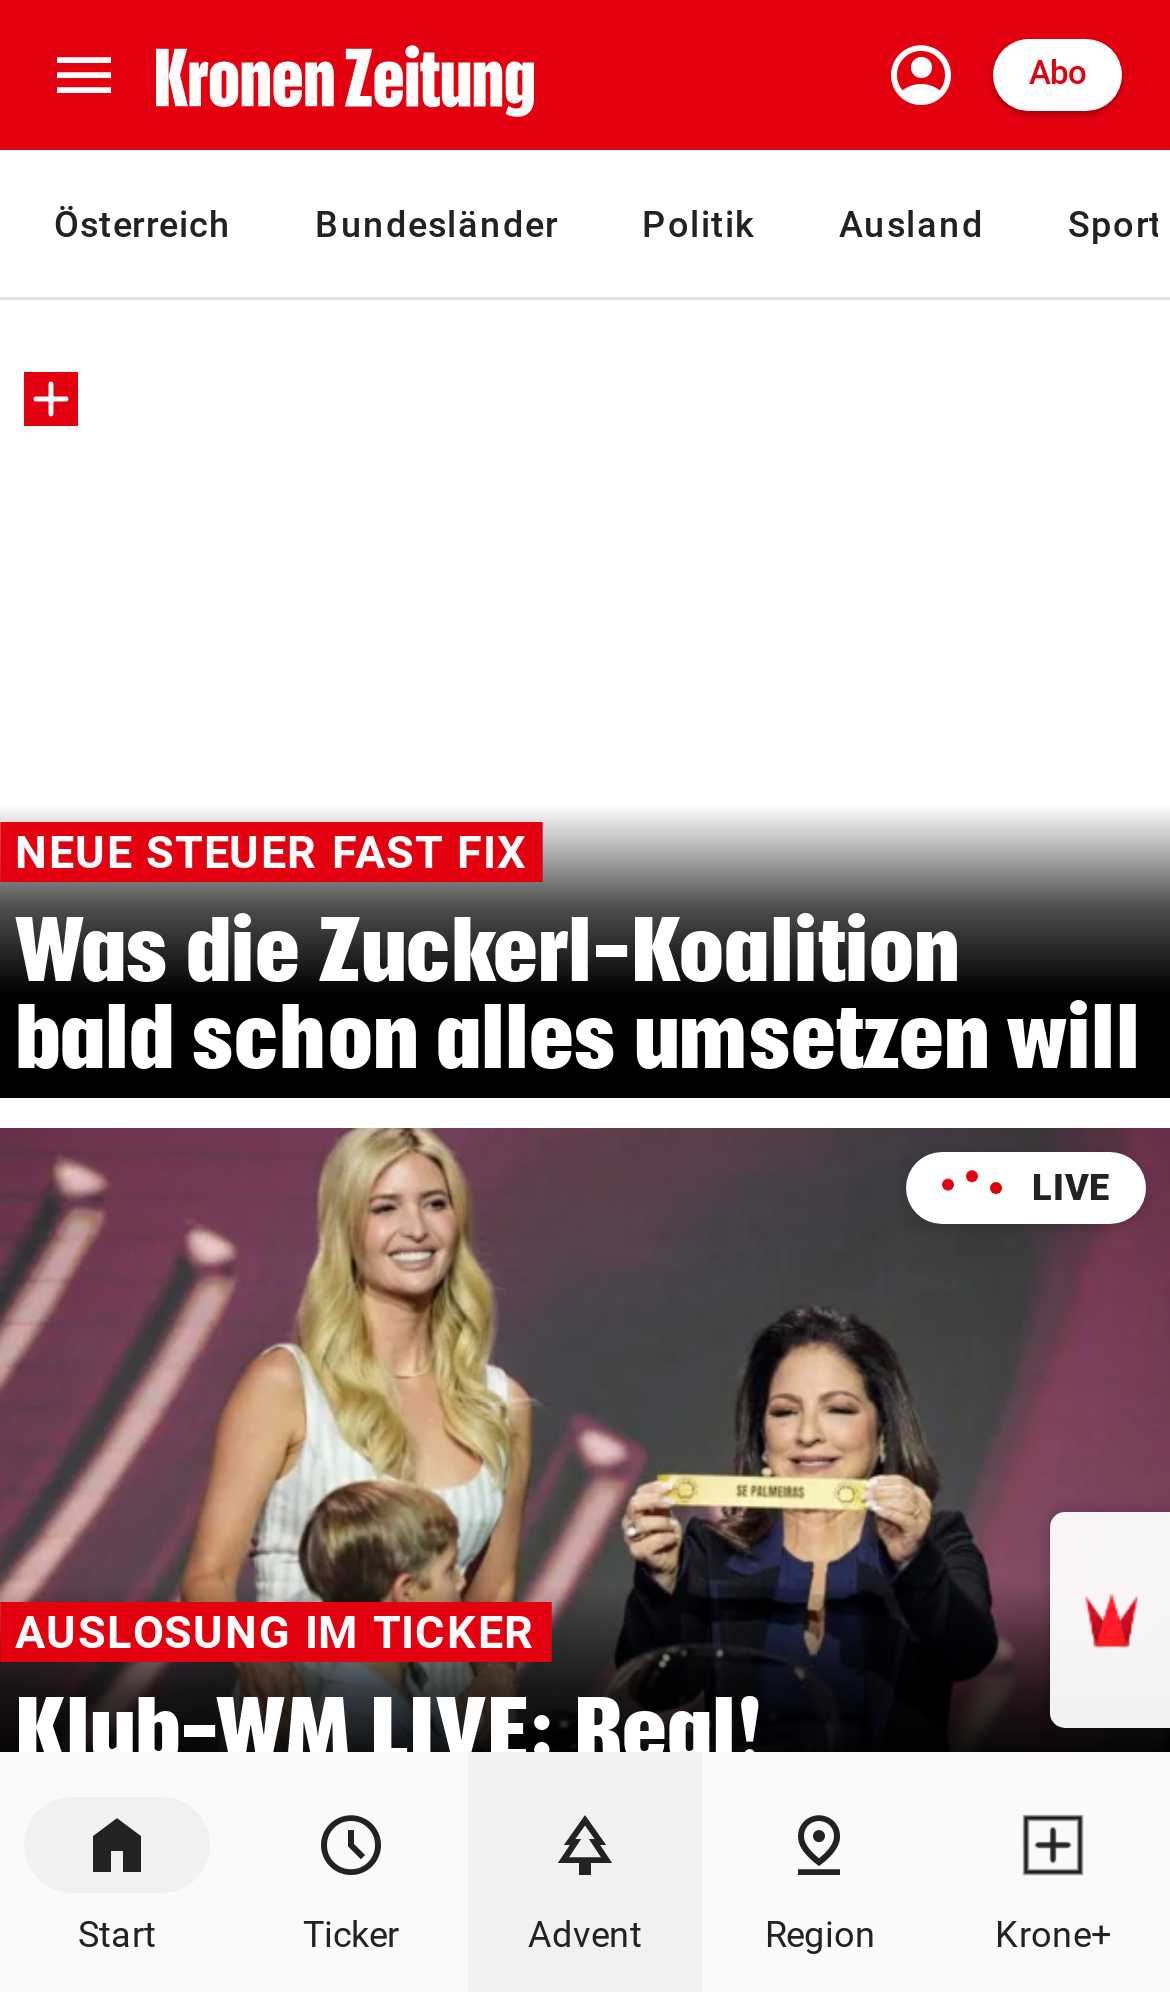 Kronen Zeitung
Abo
Österreich Bundesländer Politik Ausland Sport
NEUE STEUER FAST FIX
Was die Zuckerl-Koalition
bald schon alles umsetzen will
LIVE
SE PALMEIRAS
AUSLOSUNG IM TICKER
Klub-WM LIVE: Real!
Start Ticker Advent Region Krone+